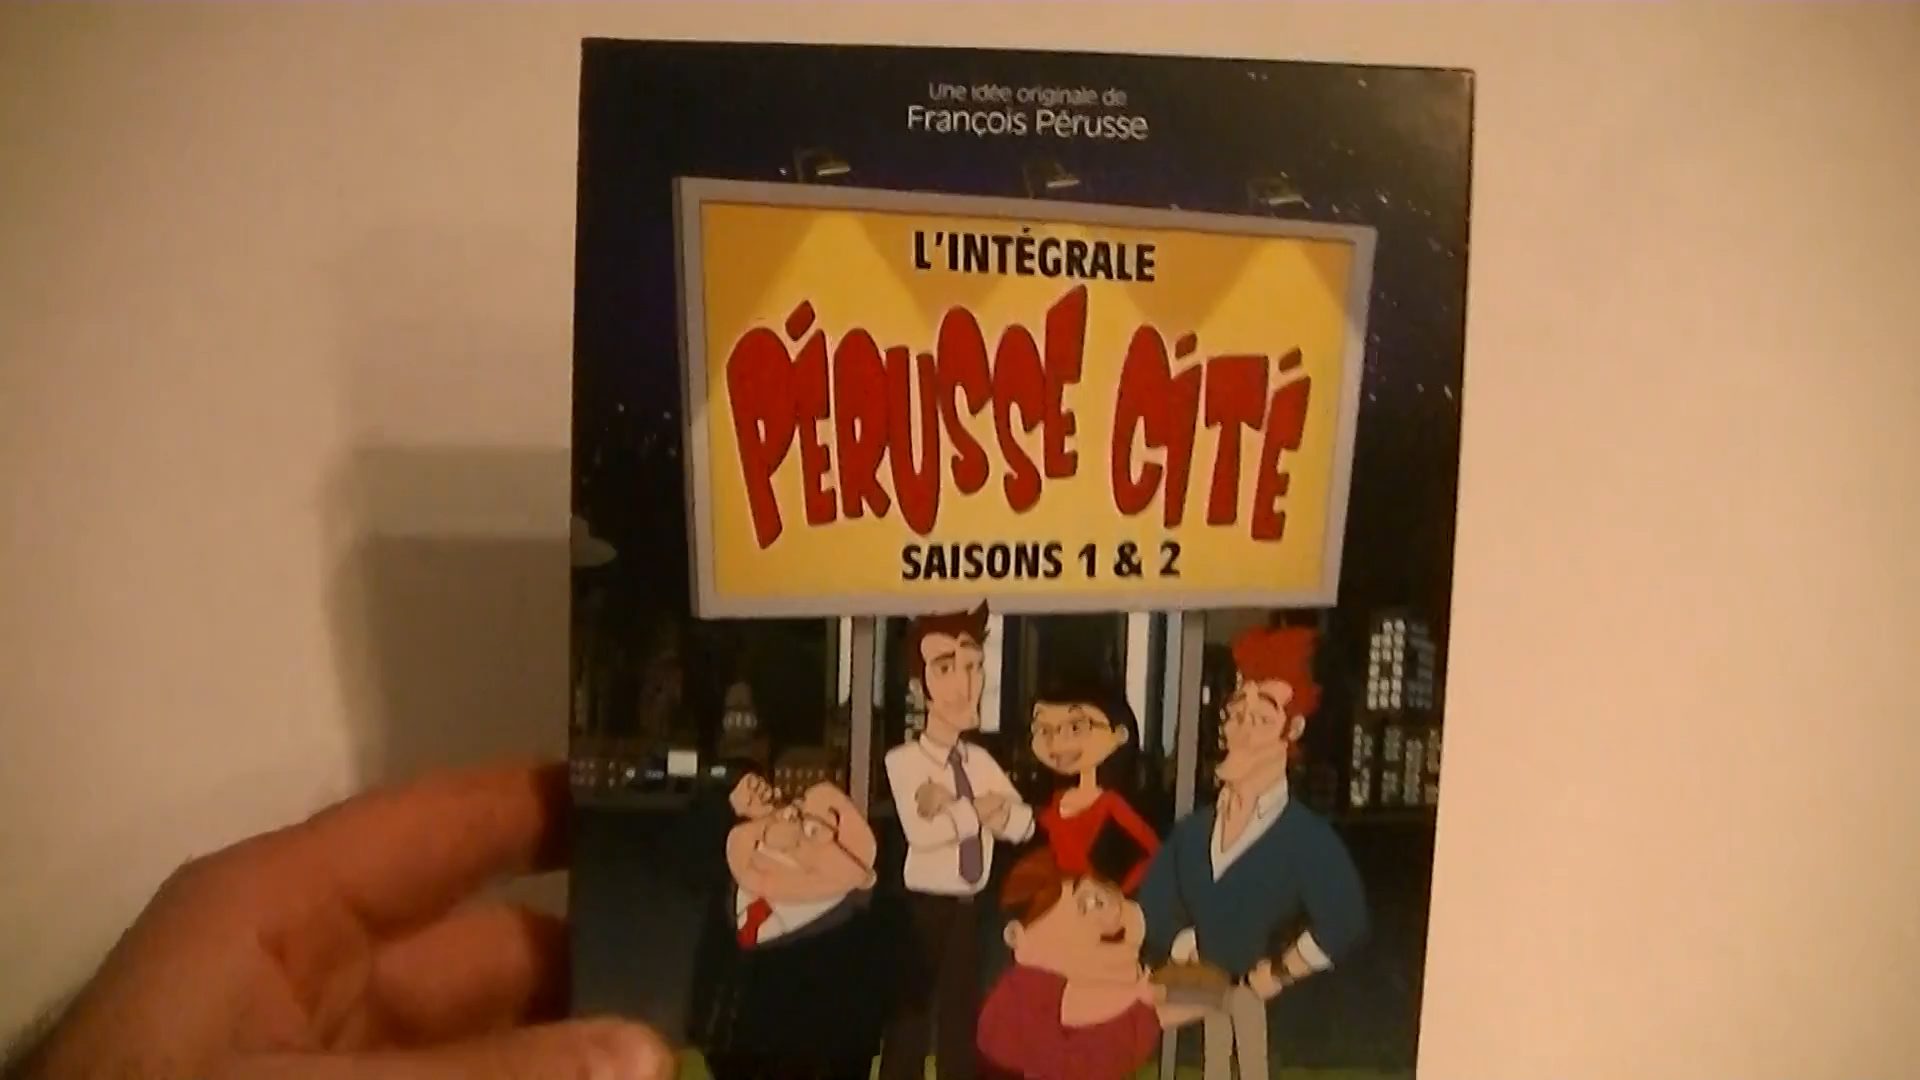 Une idée originale de
François Pérusse
L'INTÉGRALE
PÉRUSSE CITÉ
SAISONS 1 & 2